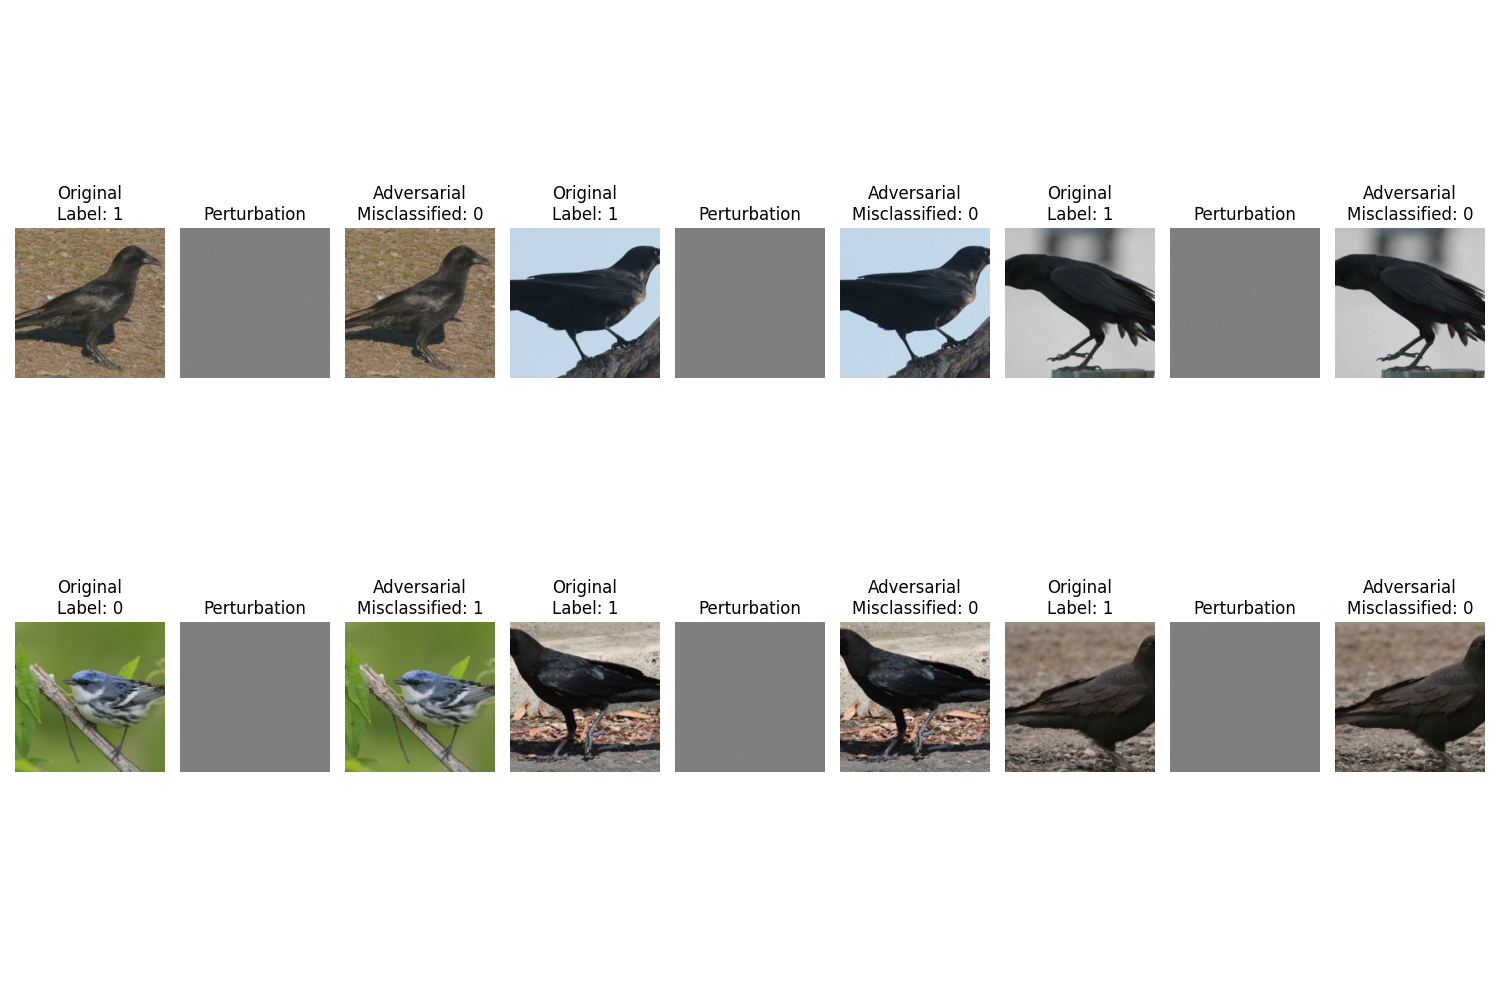 Original
Label: 1
Perturbation
Adversarial
Misclassified: 0
Original
Label: 1
Perturbation
Adversarial
Misclassified: 0
Original
Label: 1
Perturbation
Adversarial
Misclassified: 0
Original
Label: 0
Perturbation
Adversarial
Misclassified: 1
Original
Label: 1
Perturbation
Adversarial
Misclassified: 0
Original
Label: 1
Perturbation
Adversarial
Misclassified: 0